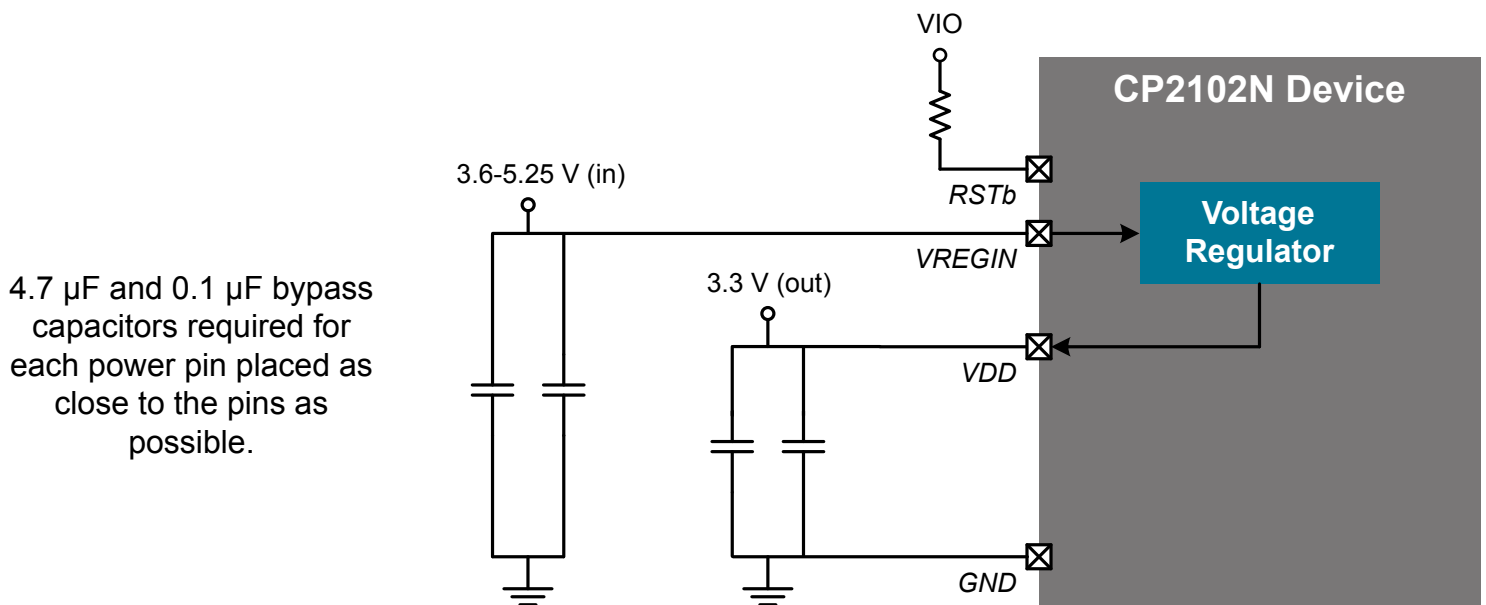 VIO
CP2102N Device
3.6-5.25 V (in)
RSTb
Voltage
Regulator
VREGIN
4.7 µF and 0.1 µF bypass
capacitors required for
each power pin placed as
close to the pins as
possible.
3.3 V (out)
VDD
GND